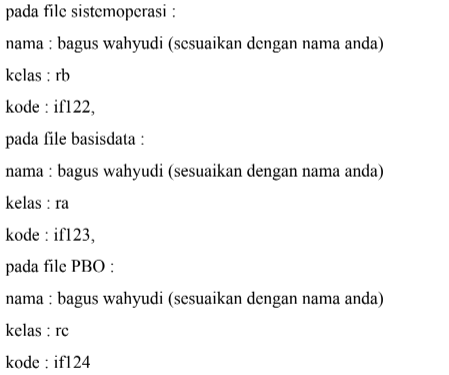 pada file sistemoperasi :
nama : bagus wahyudi (sesuaikan dengan nama anda)
kelas : rb
kode : if122,
pada file basisdata :
nama : bagus wahyudi (sesuaikan dengan nama anda)
kelas : ra
kode : if123,
pada file PBO :
nama : bagus wahyudi (sesuaikan dengan nama anda)
kelas : rc
kode : if124